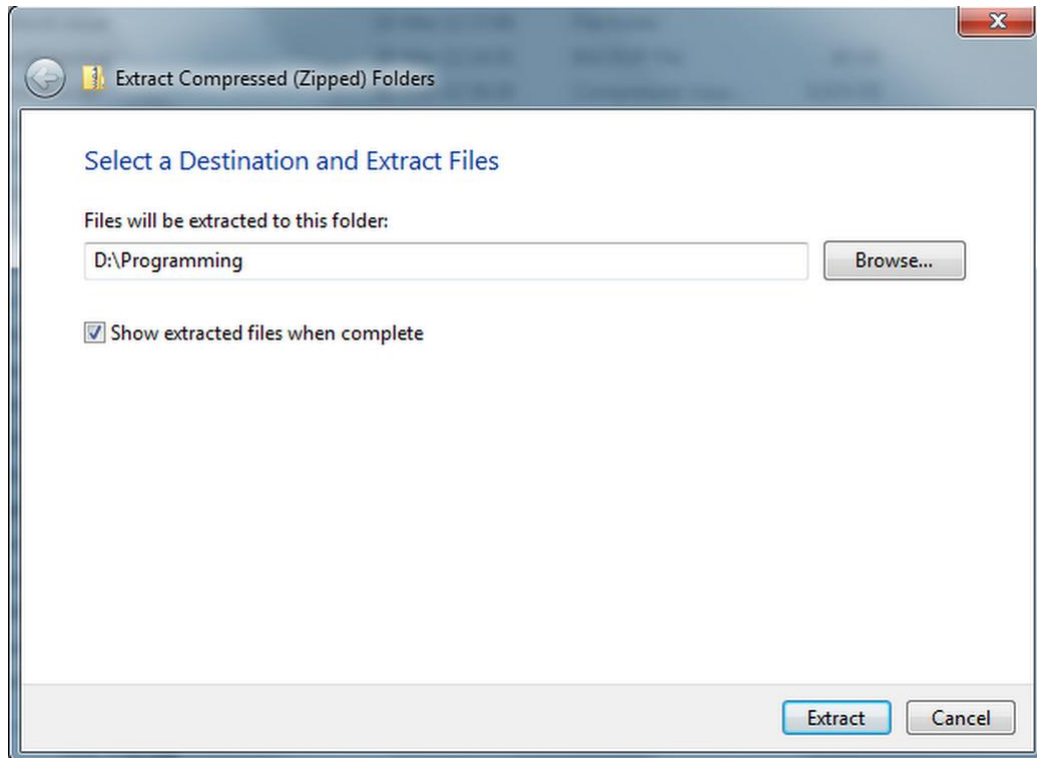 Extract Compressed (Zipped) Folders
Select a Destination and Extract Files
Files will be extracted to this folder:
D:\Programming
Browse...
Show extracted files when complete
Extract
Cancel